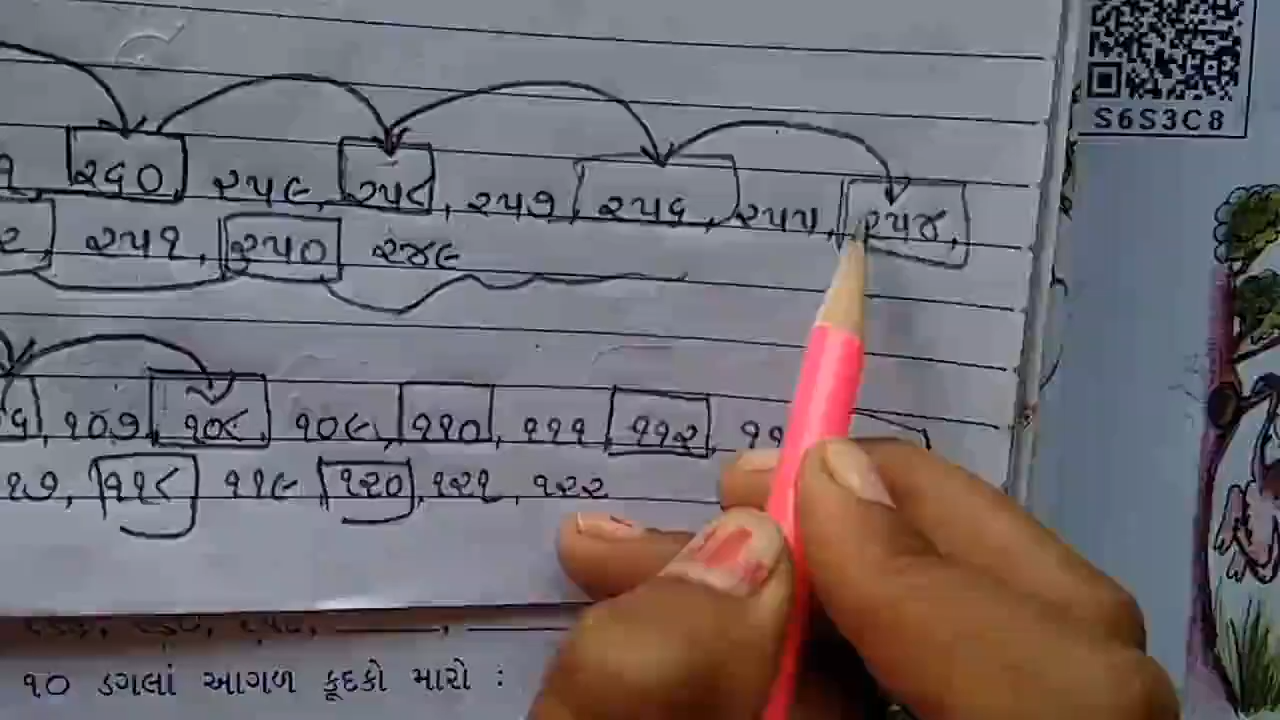 S6S3C8
૨૬૦, ૨૫૯, ૨૫૮, ૨૫૭, ૨૫૬, ૨૫૫, ૨૫૪,
૨૫૧, ૨૫૦ ૨૪૯
૧૦૭, ૧૦૮, ૧૦૯, ૧૧૦, ૧૧૧, ૧૧૨,
૧૧૮ ૧૧૯ ૧૨૦, ૧૨૧, ૧૨૨
૧૦ ડગલાં આગળ કૂદકો મારો :